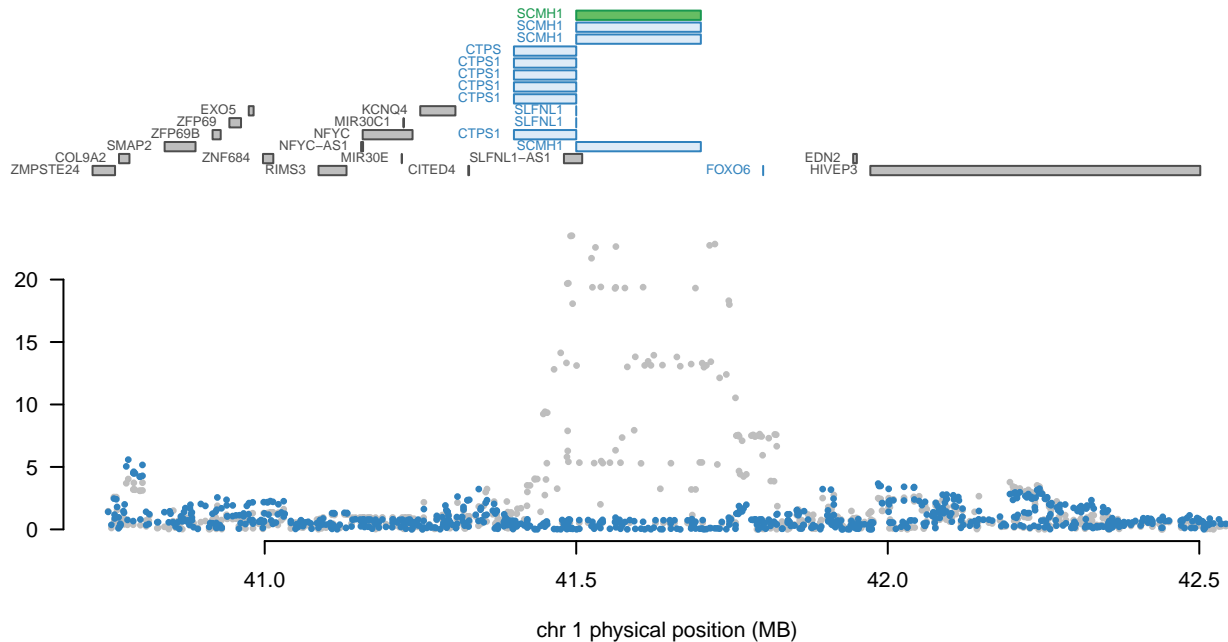 SCMH1
SCMH1
SCMH1
CTPS
CTPS1
CTPS1
CTPS1
CTPS1
EXO5 KCNQ4 SLFNL1
ZFP69 MIR30C1 SLFNL1
ZFP69B NFYC CTPS1
SMAP2 NFYC−AS1 SCMH1
COL9A2 ZNF684 MIR30E SLFNL1−AS1 EDN2
ZMPSTE24 RIMS3 CITED4 FOXO6 HIVEP3
20
15
10
5
0
41.0 41.5 42.0 42.5
chr 1 physical position (MB)